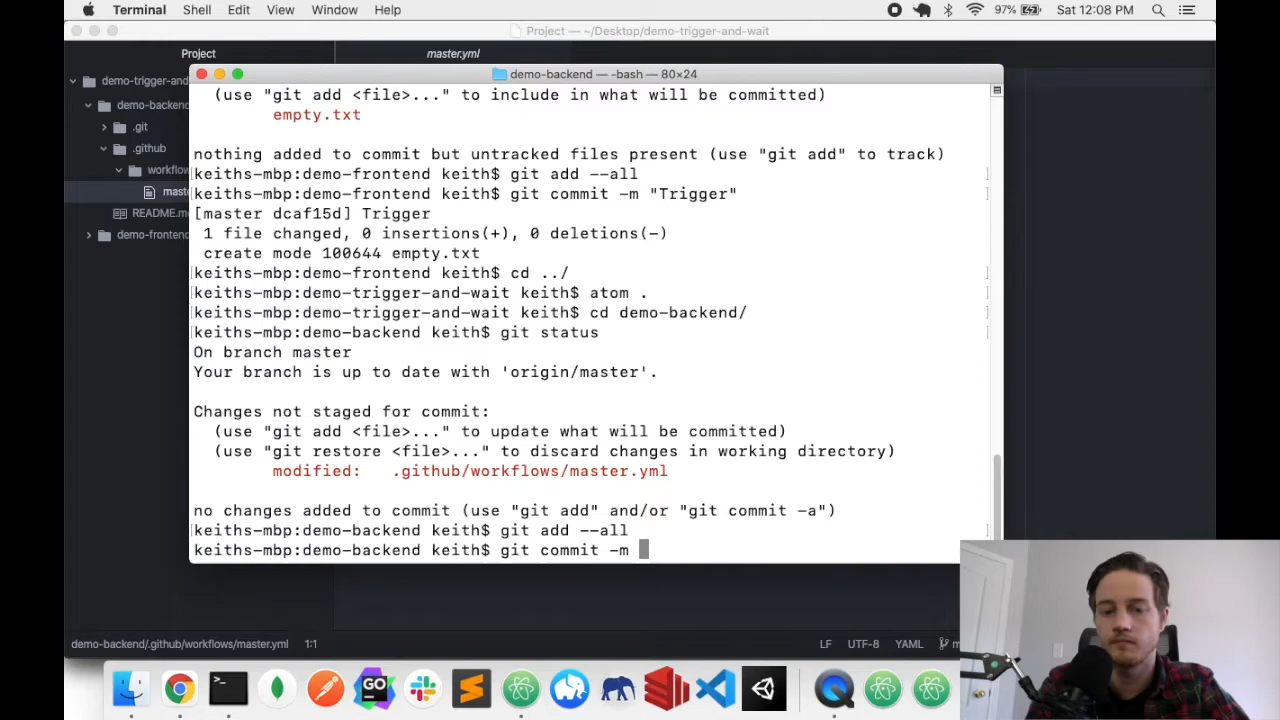 Terminal Shell Edit View Window Help 97% Sat 12:08 PM
Project — ~/Desktop/demo-trigger-and-wait
Project master.yml
demo-trigger-and
demo-backend — -bash — 80×24
demo-backend
.git
.github
workflow
README.m
demo-frontend
(use "git add <file>..." to include in what will be committed)
empty.txt
nothing added to commit but untracked files present (use "git add" to track)
keiths-mbp:demo-frontend keith$ git add --all
keiths-mbp:demo-frontend keith$ git commit -m "Trigger"
[master dcaf15d] Trigger
1 file changed, 0 insertions(+), 0 deletions(-)
create mode 100644 empty.txt
keiths-mbp:demo-frontend keith$ cd ../
keiths-mbp:demo-trigger-and-wait keith$ atom .
keiths-mbp:demo-trigger-and-wait keith$ cd demo-backend/
keiths-mbp:demo-backend keith$ git status
On branch master
Your branch is up to date with 'origin/master'.
Changes not staged for commit:
(use "git add <file>..." to update what will be committed)
(use "git restore <file>..." to discard changes in working directory)
modified: .github/workflows/master.yml
no changes added to commit (use "git add" and/or "git commit -a")
keiths-mbp:demo-backend keith$ git add --all
keiths-mbp:demo-backend keith$ git commit -m
demo-backend/.github/workflows/master.yml 1:1 LF UTF-8 YAML
GO